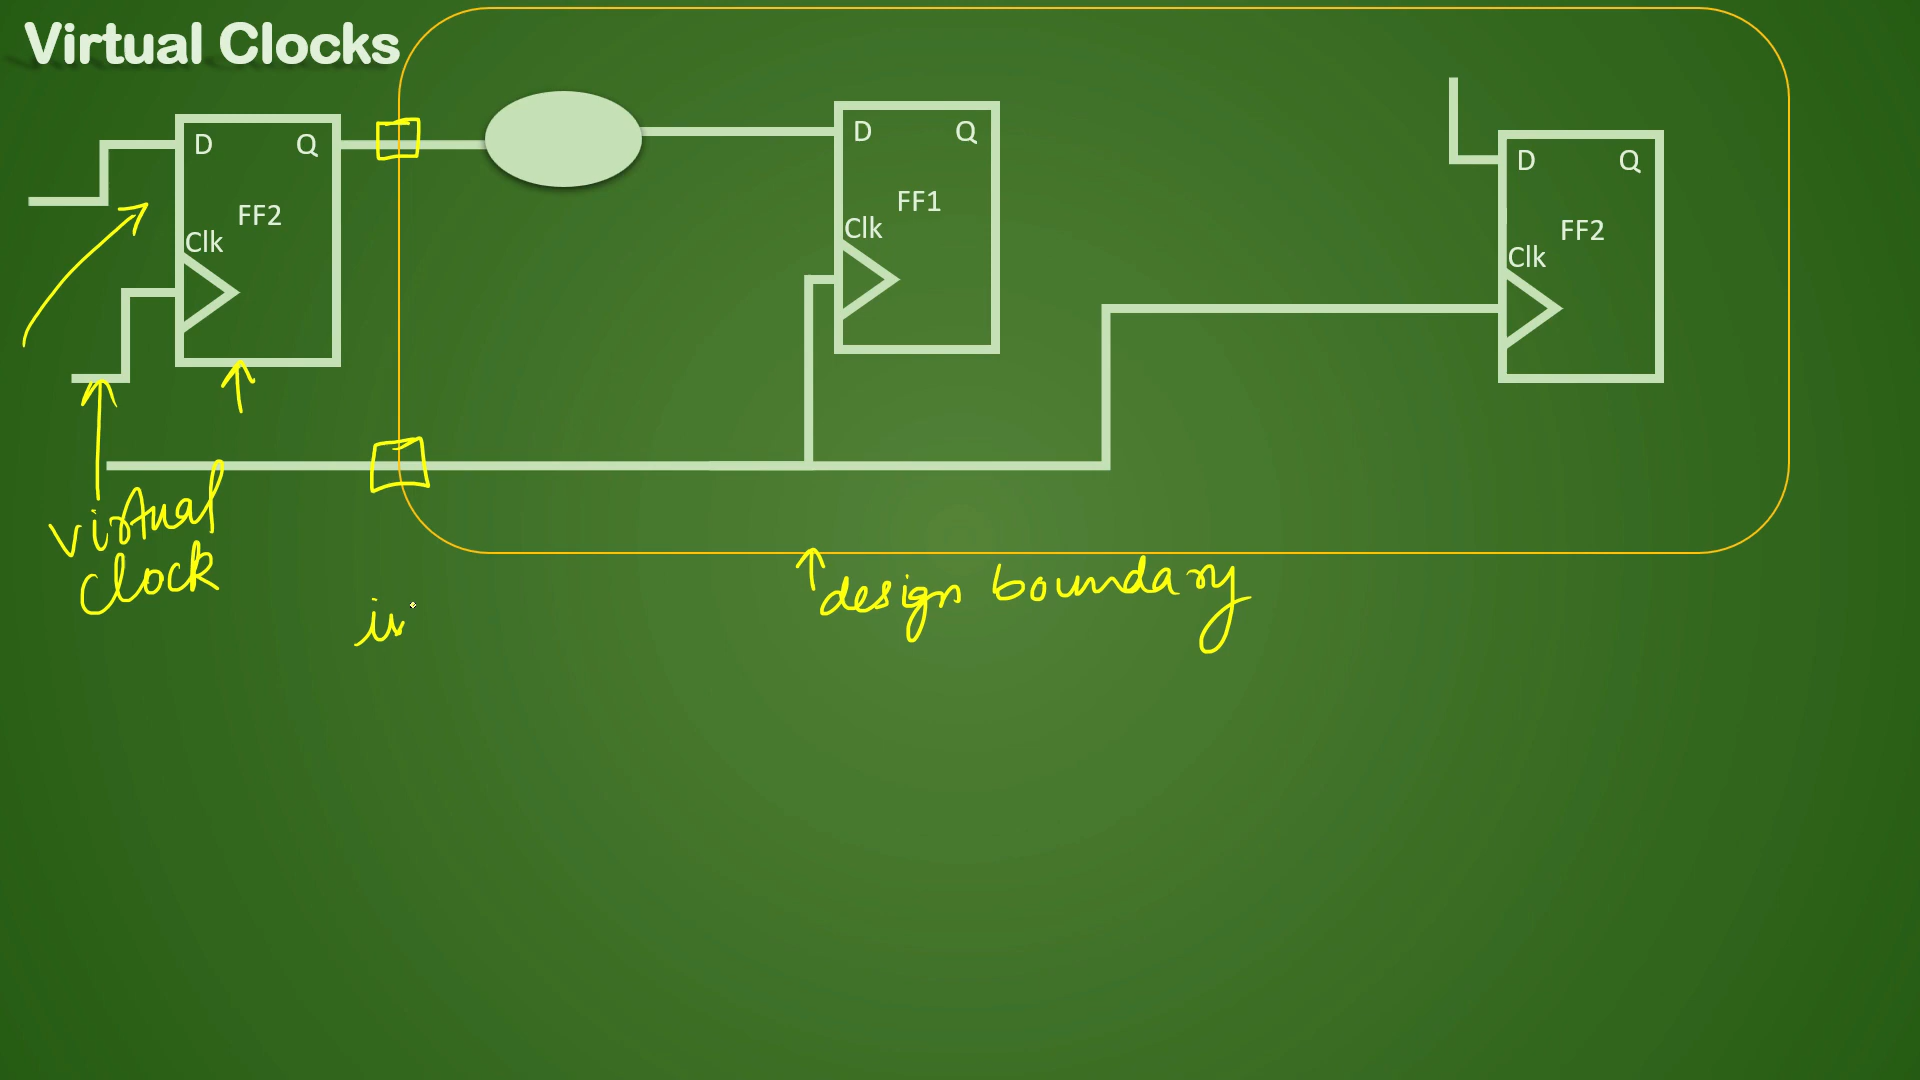 Virtual Clocks
D Q
FF2
Clk
D Q
FF1
Clk
D Q
FF2
Clk
virtual
clock
design boundary